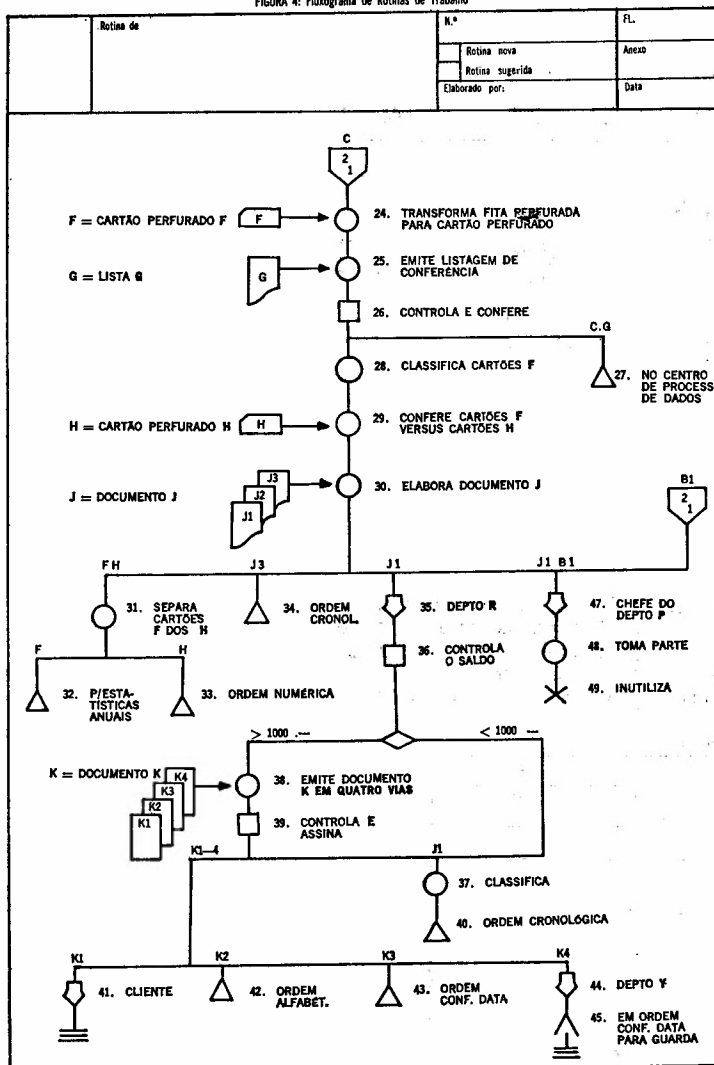 FIGURA 4: Fluxograma de Rotinas de Trabalho
Rotina de
N.º
FL.
Rotina nova
Rotina sugerida
Anexo
Elaborado por:
Data
C
2
1
F = CARTÃO PERFURADO F
F
24. TRANSFORMA FITA PERFURADA
PARA CARTÃO PERFURADO
G = LISTA G
G
25. EMITE LISTAGEM DE
CONFERÊNCIA
26. CONTROLA E CONFERE
C.G
27. NO CENTRO
DE PROCESS
DE DADOS
28. CLASSIFICA CARTÕES F
H = CARTÃO PERFURADO H
H
29. CONFERE CARTÕES F
VERSUS CARTÕES H
J = DOCUMENTO J
J3
J2
J1
30. ELABORA DOCUMENTO J
B1
2
1
F H
J3
J1
J1 B1
31. SEPARA
CARTÕES
F DOS H
34. ORDEM
CRONOL.
35. DEPTO R
47. CHEFE DO
DEPTO P
36. CONTROLA
O SALDO
48. TOMA PARTE
49. INUTILIZA
F
H
32. P/ESTA-
TÍSTICAS
ANUAIS
33. ORDEM NUMÉRICA
> 1000 .—
< 1000 —
K = DOCUMENTO K
K4
K3
K2
K1
38. EMITE DOCUMENTO
K EM QUATRO VIAS
39. CONTROLA E
ASSINA
K1—4
J1
37. CLASSIFICA
40. ORDEM CRONOLÓGICA
K1
K2
K3
K4
41. CLIENTE
42. ORDEM
ALFABÉT.
43. ORDEM
CONF. DATA
44. DEPTO Y
45. EM ORDEM
CONF. DATA
PARA GUARDA